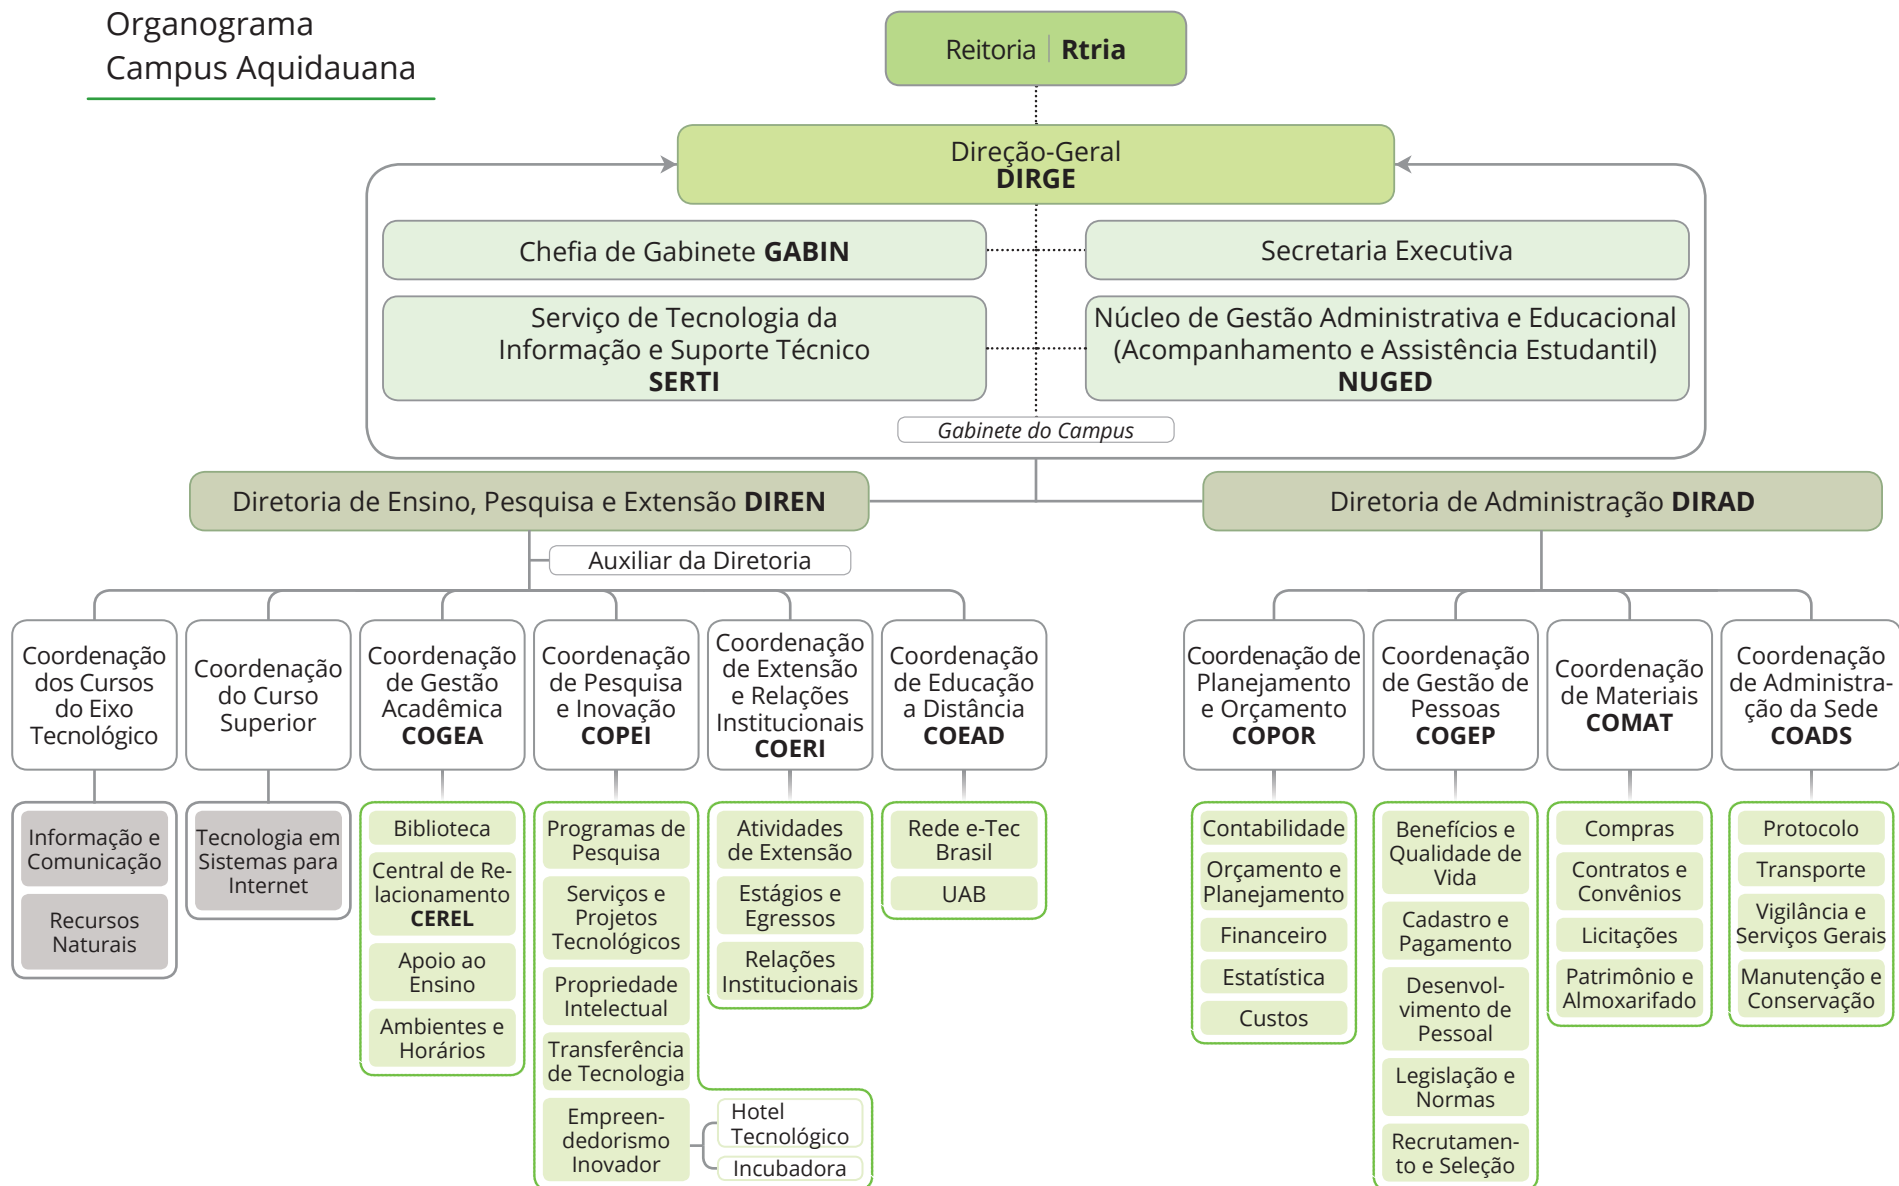 Organograma
Campus Aquidauana
Reitoria | Rtria
Direção-Geral
DIRGE
Chefia de Gabinete GABIN
Secretaria Executiva
Serviço de Tecnologia da
Informação e Suporte Técnico
SERTI
Núcleo de Gestão Administrativa e Educacional
(Acompanhamento e Assistência Estudantil)
NUGED
Gabinete do Campus
Diretoria de Ensino, Pesquisa e Extensão DIREN
Diretoria de Administração DIRAD
Auxiliar da Diretoria
Coordenação
dos Cursos
do Eixo
Tecnológico
Coordenação
do Curso
Superior
Coordenação
de Gestão
Acadêmica
COGEA
Coordenação
de Pesquisa
e Inovação
COPEI
Coordenação
de Extensão
e Relações
Institucionais
COERI
Coordenação
de Educação
a Distância
COEAD
Coordenação de
Planejamento
e Orçamento
COPOR
Coordenação
de Gestão de
Pessoas
COGEP
Coordenação
de Materiais
COMAT
Coordenação
de Administra-
ção da Sede
COADS
Informação e
Comunicação
Recursos
Naturais
Tecnologia em
Sistemas para
Internet
Biblioteca
Central de Re-
lacionamento
CEREL
Apoio ao
Ensino
Ambientes e
Horários
Programas de
Pesquisa
Serviços e
Projetos
Tecnológicos
Propriedade
Intelectual
Transferência
de Tecnologia
Empreen-
dedorismo
Inovador
Hotel
Tecnológico
Incubadora
Atividades
de Extensão
Estágios e
Egressos
Relações
Institucionais
Rede e-Tec
Brasil
UAB
Contabilidade
Orçamento e
Planejamento
Financeiro
Estatística
Custos
Benefícios e
Qualidade de
Vida
Cadastro e
Pagamento
Desenvol-
vimento de
Pessoal
Legislação e
Normas
Recrutamen-
to e Seleção
Compras
Contratos e
Convênios
Licitações
Patrimônio e
Almoxarifado
Protocolo
Transporte
Vigilância e
Serviços Gerais
Manutenção e
Conservação